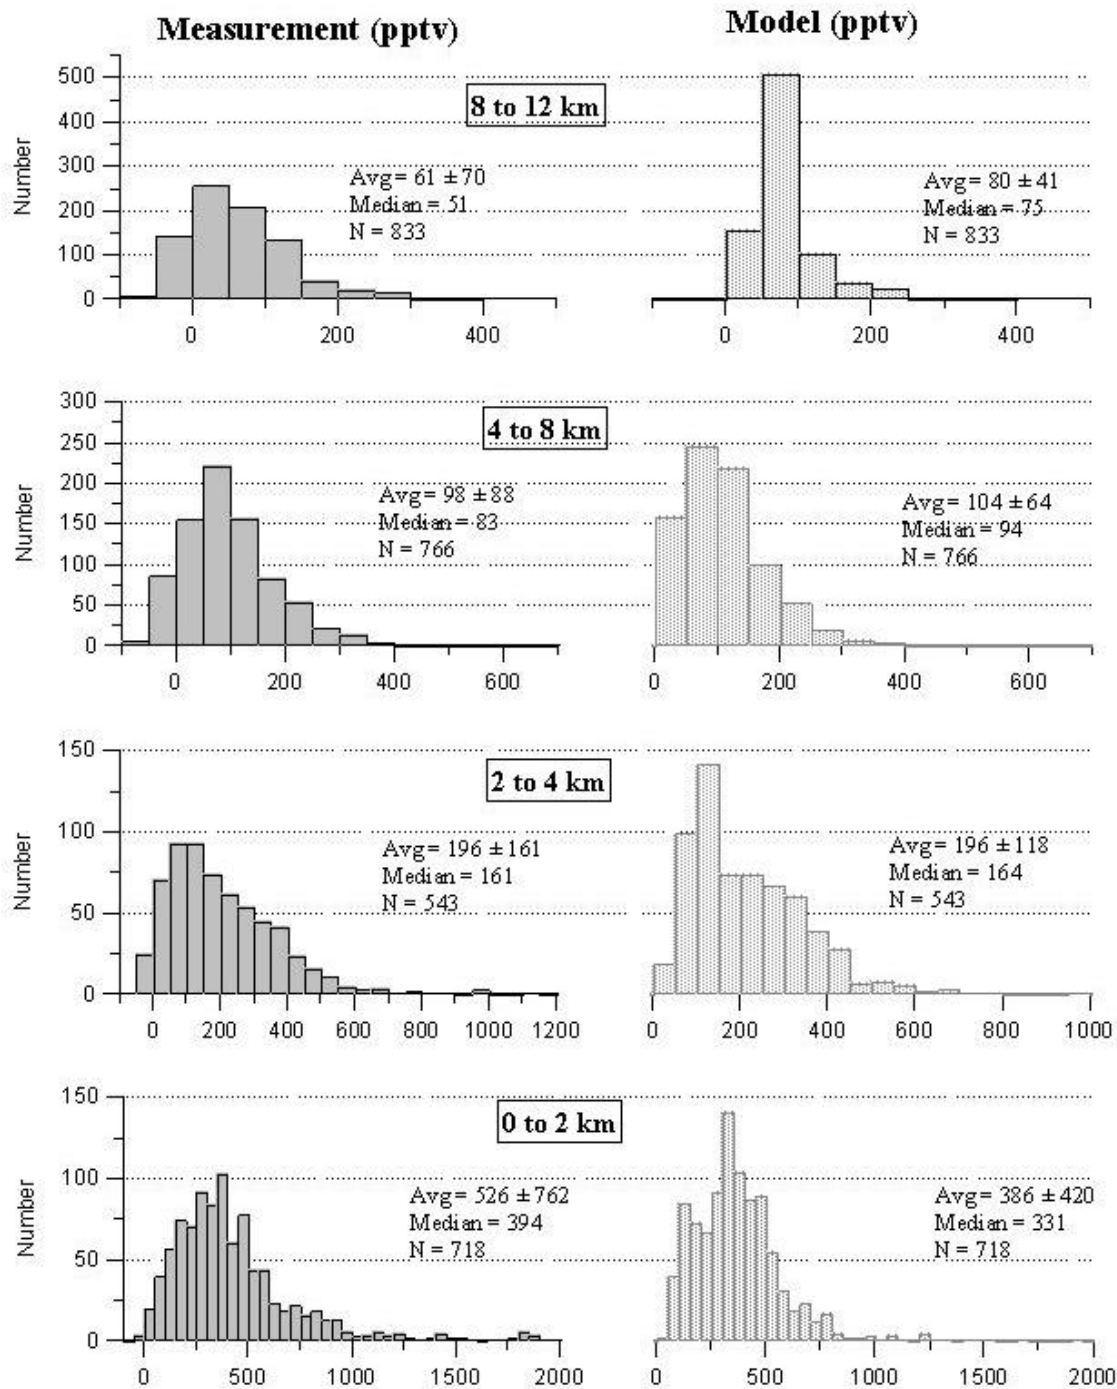 Measurement (pptv)
Model (pptv)
8 to 12 km
Number
500
400
300
200
100
0
Avg = 61 ± 70
Median = 51
N = 833
Avg = 80 ± 41
Median = 75
N = 833
0 200 400
0 200 400
4 to 8 km
Number
300
250
200
150
100
50
0
Avg = 98 ± 88
Median = 83
N = 766
Avg = 104 ± 64
Median = 94
N = 766
0 200 400 600
0 200 400 600
2 to 4 km
Number
150
100
50
0
Avg = 196 ± 161
Median = 161
N = 543
Avg = 196 ± 118
Median = 164
N = 543
0 200 400 600 800 1000 1200
0 200 400 600 800 1000
0 to 2 km
Number
150
100
50
0
Avg = 526 ± 762
Median = 394
N = 718
Avg = 386 ± 420
Median = 331
N = 718
0 500 1000 1500 2000
0 500 1000 1500 2000